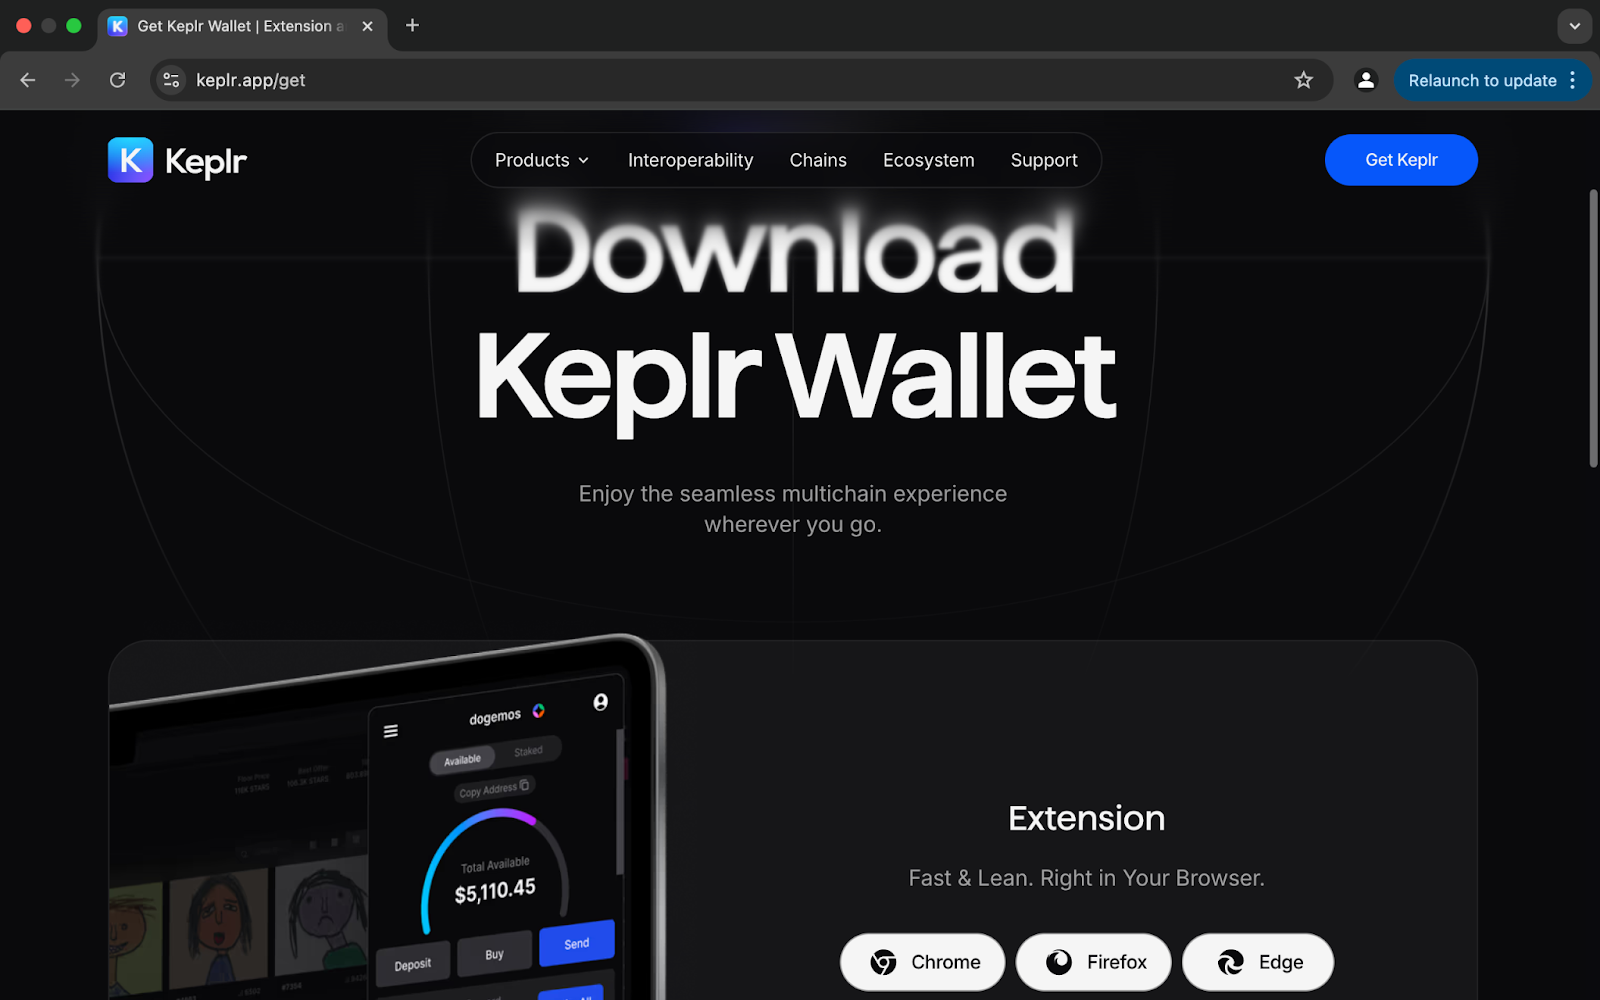 Get Keplr Wallet | Extension a
keplr.app/get
Relaunch to update
K Keplr
Products
Interoperability
Chains
Ecosystem
Support
Get Keplr
Download
Keplr Wallet
Enjoy the seamless multichain experience
wherever you go.
dogemos
Available
Staked
Copy Address
Total Available
$5,110.45
Deposit
Buy
Send
Extension
Fast & Lean. Right in Your Browser.
Chrome
Firefox
Edge